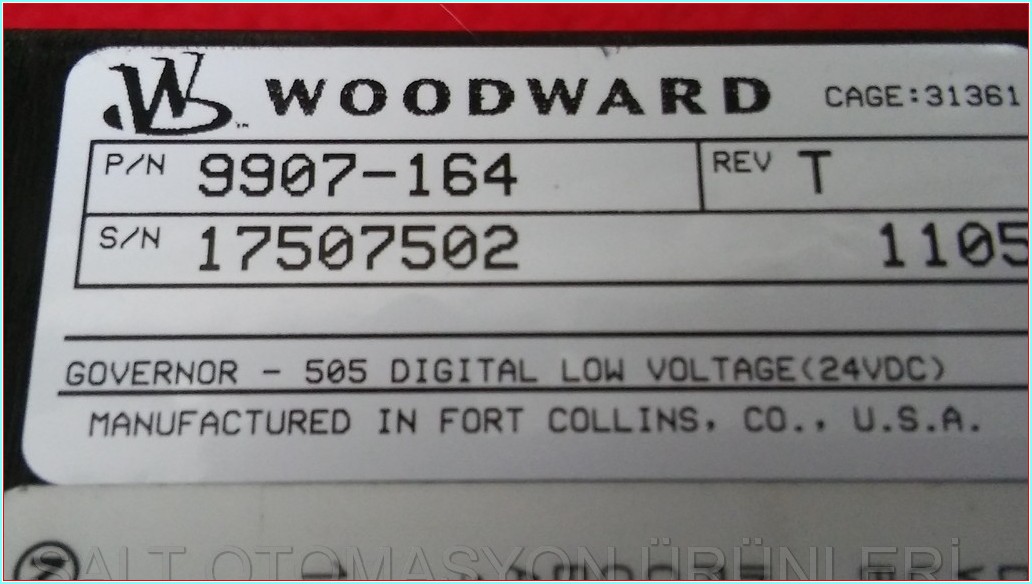 WOODWARD CAGE:31361
P/N 9907-164 REV T
S/N 17507502 1105
GOVERNOR - 505 DIGITAL LOW VOLTAGE(24VDC)
MANUFACTURED IN FORT COLLINS, CO., U.S.A.
SALT OTOMASYON ÜRÜNLERİ